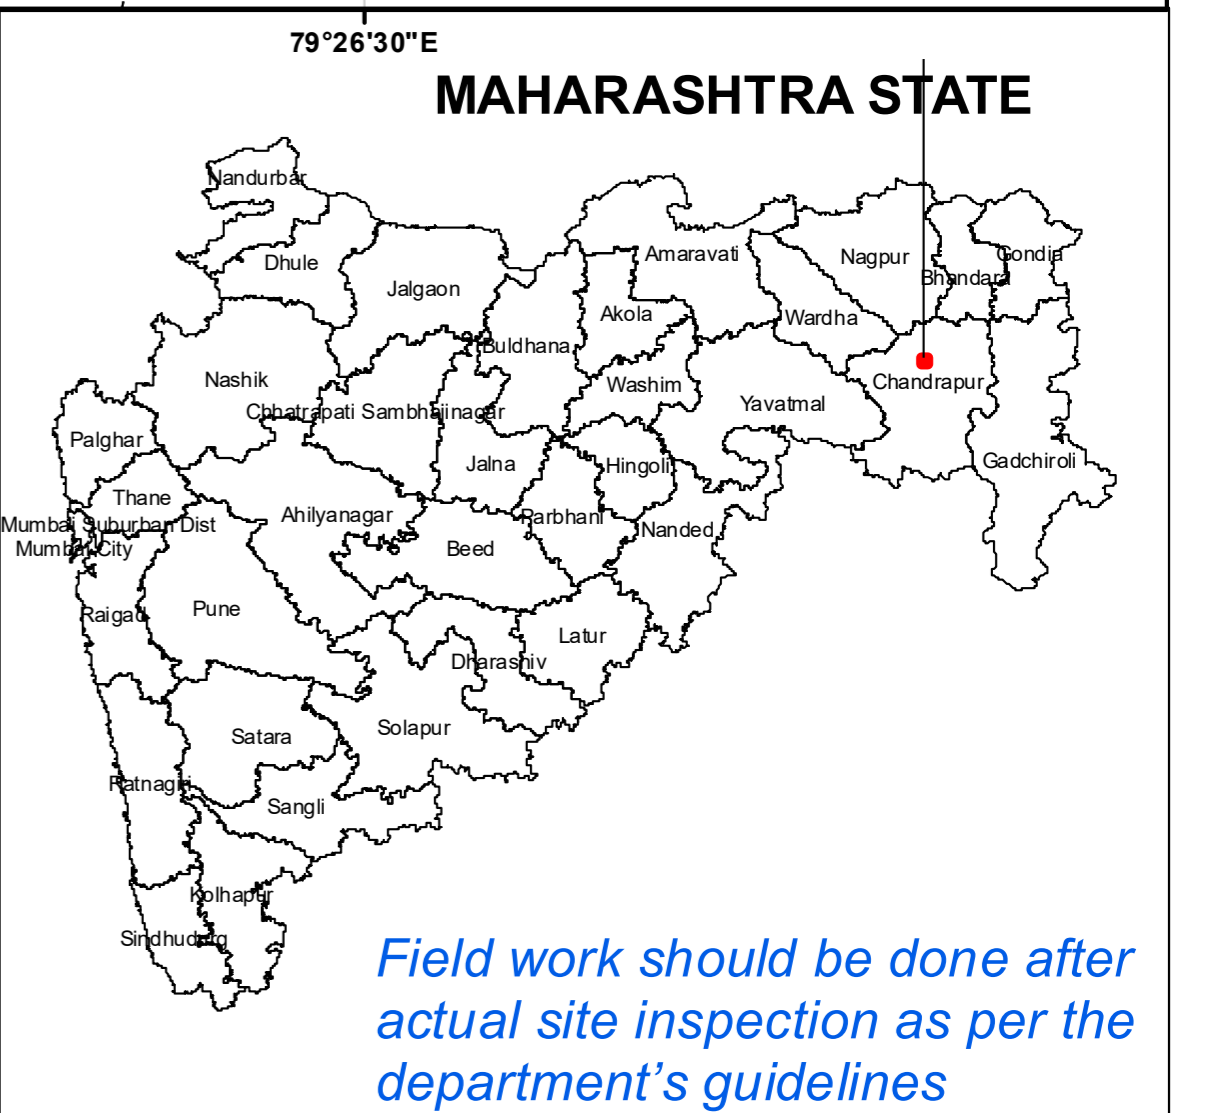 79°26'30"E
MAHARASHTRA STATE
Nandurbar
Dhule
Jalgaon
Amaravati
Nagpur
Gondia
Bhandara
Akola
Wardha
Buldhana
Nashik
Washim
Chandrapur
Chhatrapati Sambhajinagar
Yavatmal
Palghar
Jalna
Hingoli
Gadchiroli
Thane
Ahilyanagar
Parbhani
Mumbai Suburban Dist
Nanded
Mumbai City
Beed
Raigad
Pune
Latur
Dharashiv
Solapur
Satara
Ratnagiri
Sangli
Kolhapur
Sindhudurg
Field work should be done after
actual site inspection as per the
department’s guidelines